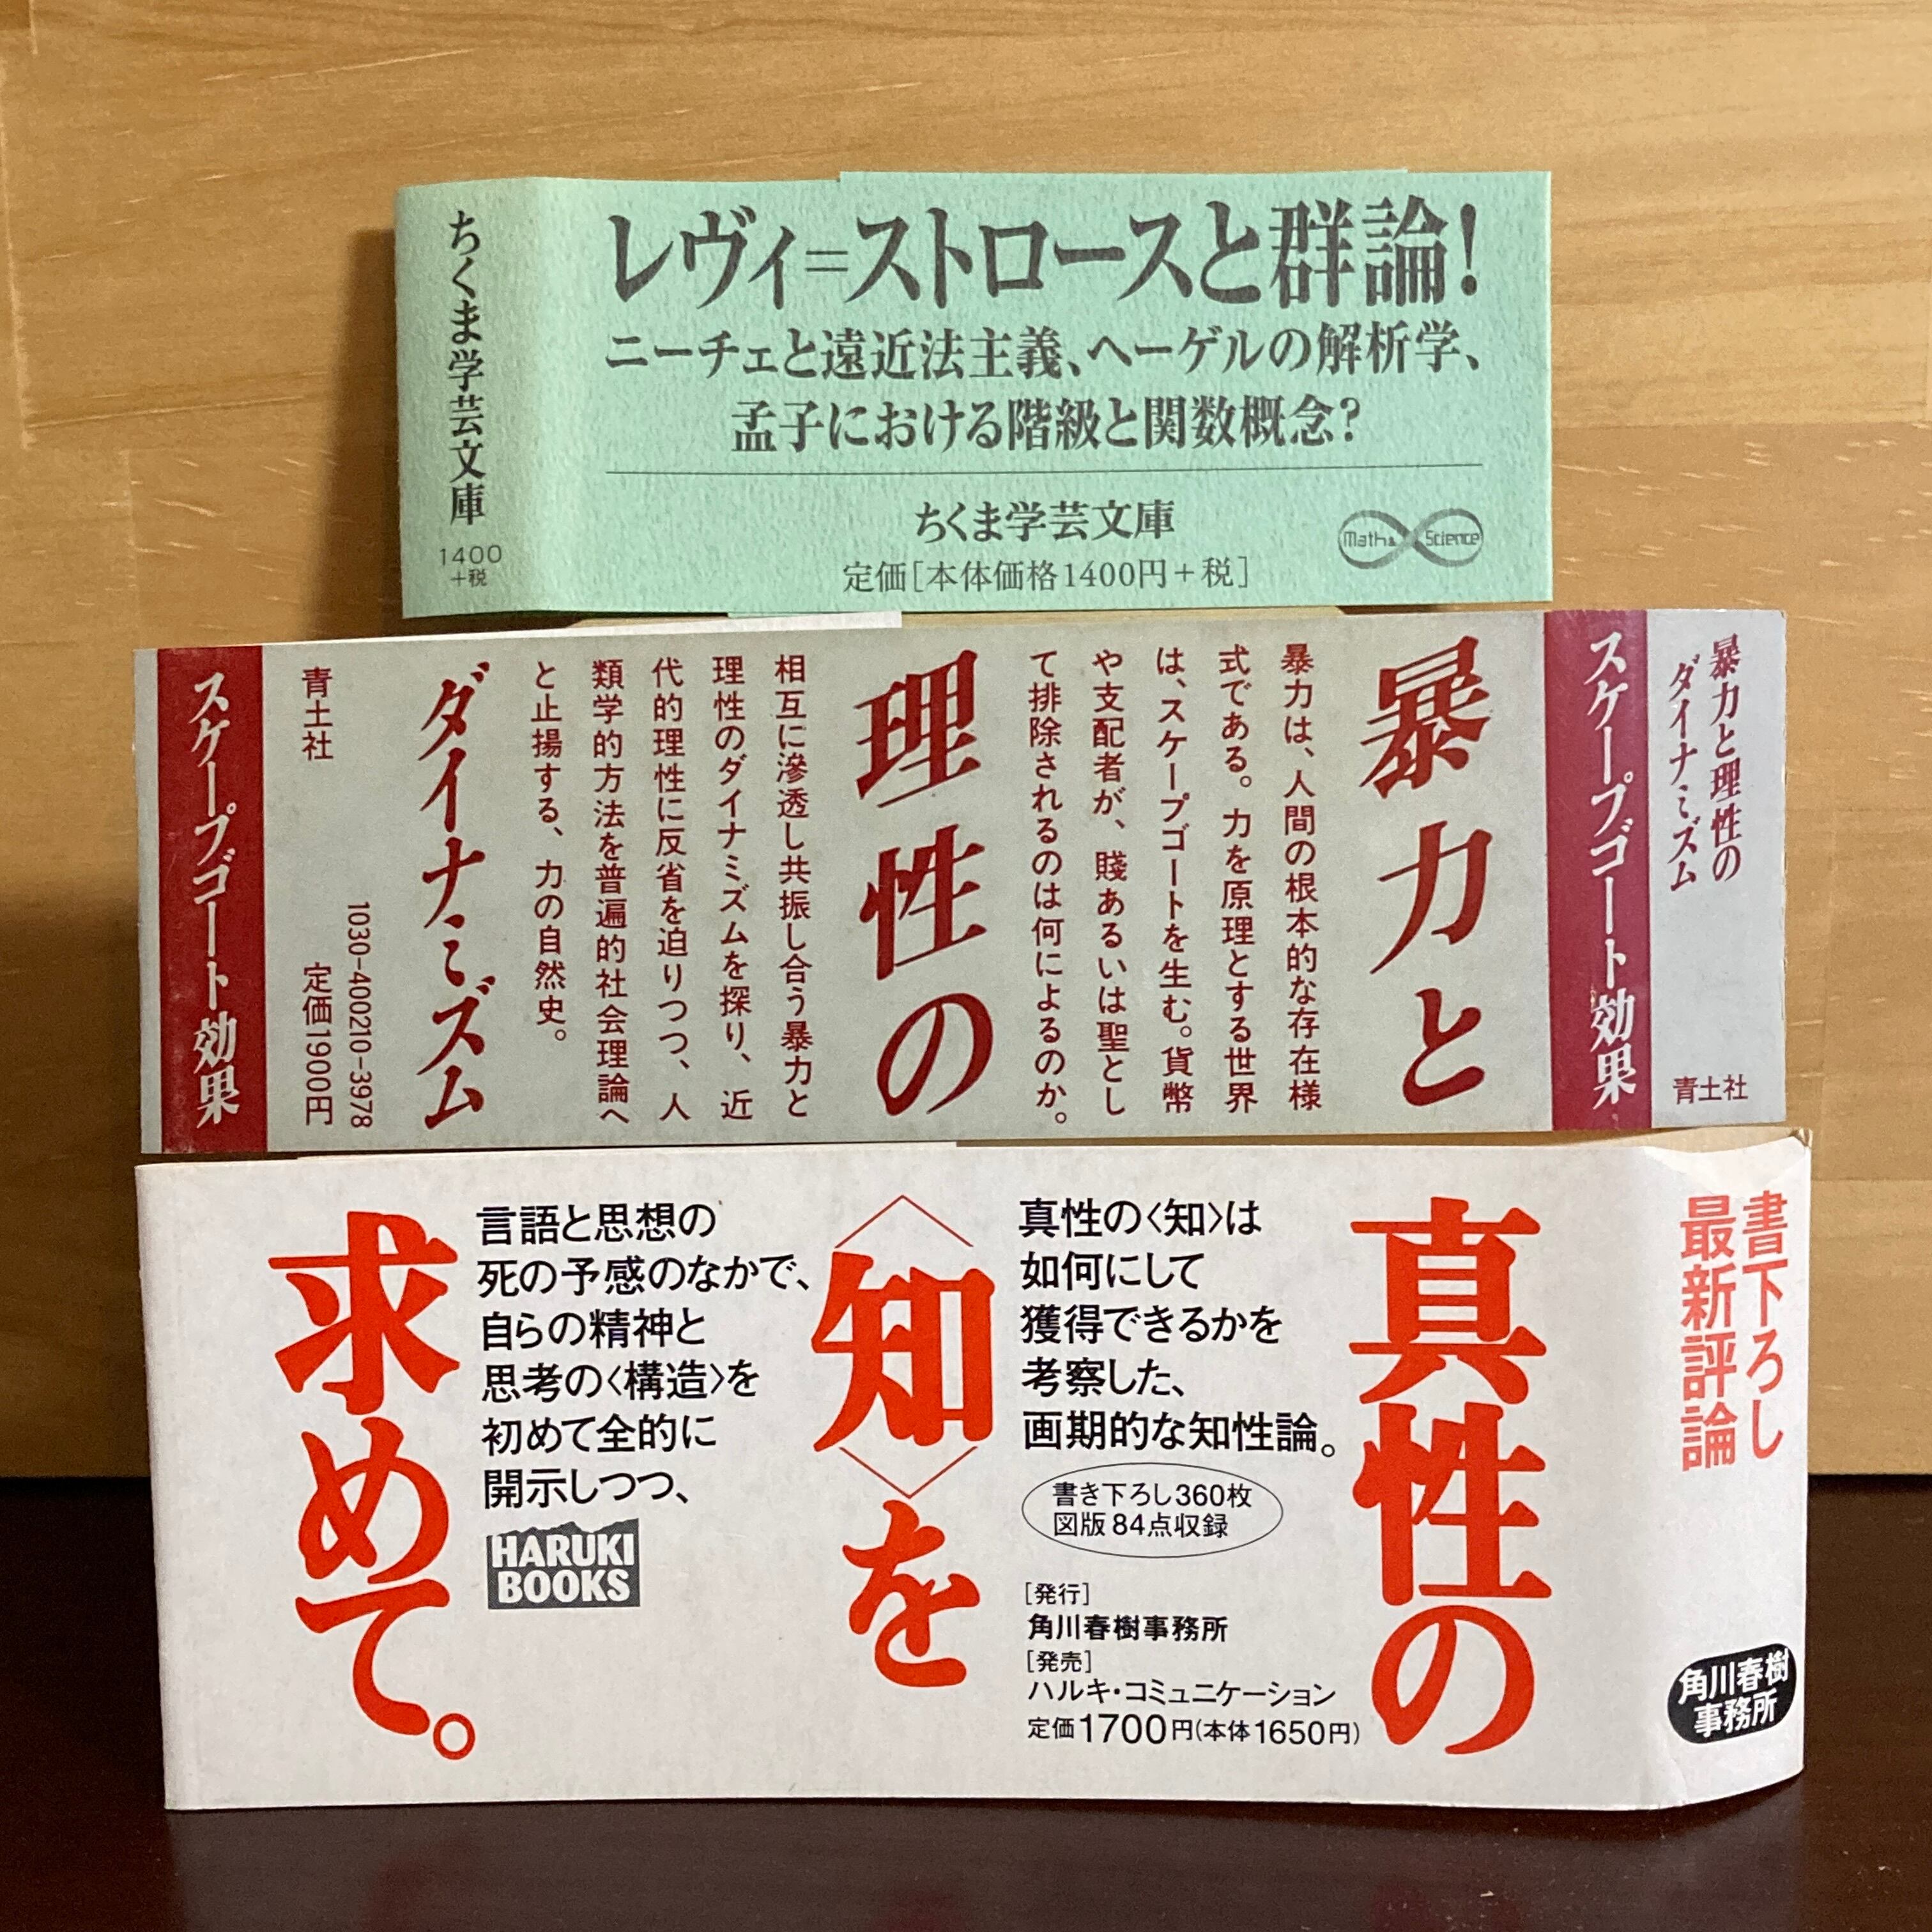 ちくま学芸文庫
1400
+税
レヴィ=ストロースと群論!
ニーチェと遠近法主義、ヘーゲルの解析学、
孟子における階級と関数概念?
ちくま学芸文庫
定価[本体価格1400円+税]
Math& Science
暴力と理性の
ダイナミズム
青土社
スケープゴート効果
暴力と
暴力は、人間の根本的な存在様
式である。力を原理とする世界
は、スケープゴートを生む。貨幣
や支配者が、賤あるいは聖とし
て排除されるのは何によるのか。
理性の
相互に滲透し共振し合う暴力と
理性のダイナミズムを探り、近
代的理性に反省を迫りつつ、人
類学的方法を普遍的社会理論へ
と止揚する、力の自然史。
ダイナミズム
1030-400210-3978
青土社
定価1900円
スケープゴート効果
書下ろし
最新評論
角川春樹
事務所
真性の
真性の〈知〉は
如何にして
獲得できるかを
考察した、
画期的な知性論。
書き下ろし360枚
図版84点収録
[発行]
角川春樹事務所
[発売]
ハルキ・コミュニケーション
定価1700円(本体1650円)
〈知〉を
言語と思想の
死の予感のなかで、
自らの精神と
思考の〈構造〉を
初めて全的に
開示しつつ、
HARUKI
BOOKS
求めて。